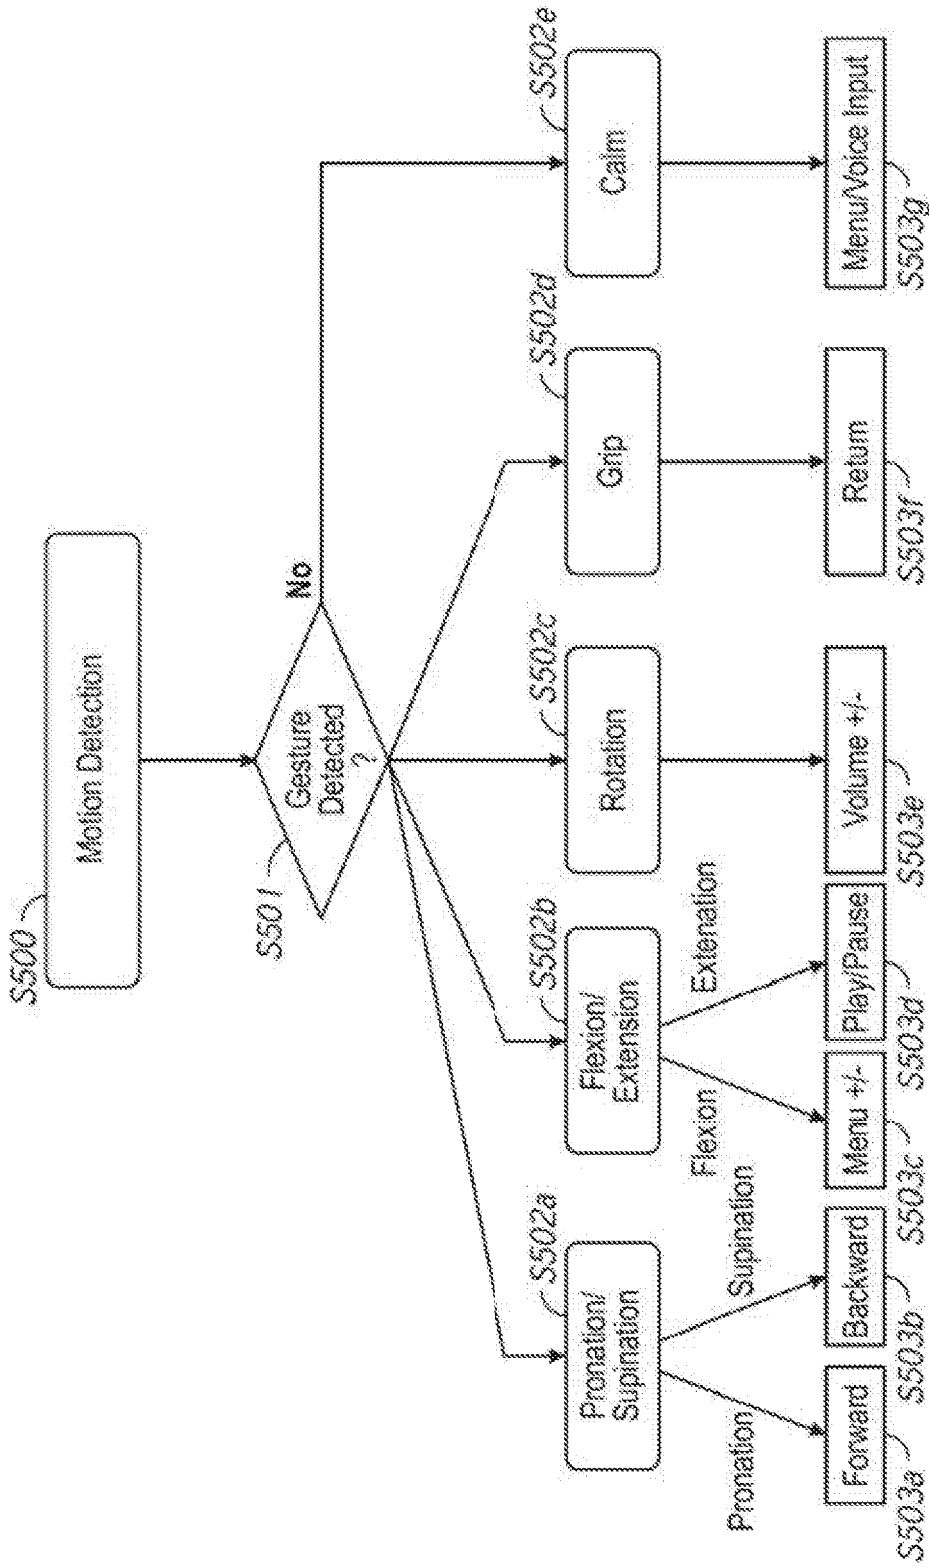 S500
Motion Detection
S501
Gesture
Detected
?
No
S502a
Pronation/
Supination
S502b
Flexion/
Extension
S502c
Rotation
S502d
Grip
S502e
Calm
Pronation
Supination
Flexion
Extenation
Forward
Backward
Menu +/-
Play/Pause
Volume +/-
Return
Menu/Voice Input
S503a
S503b
S503c
S503d
S503e
S503f
S503g